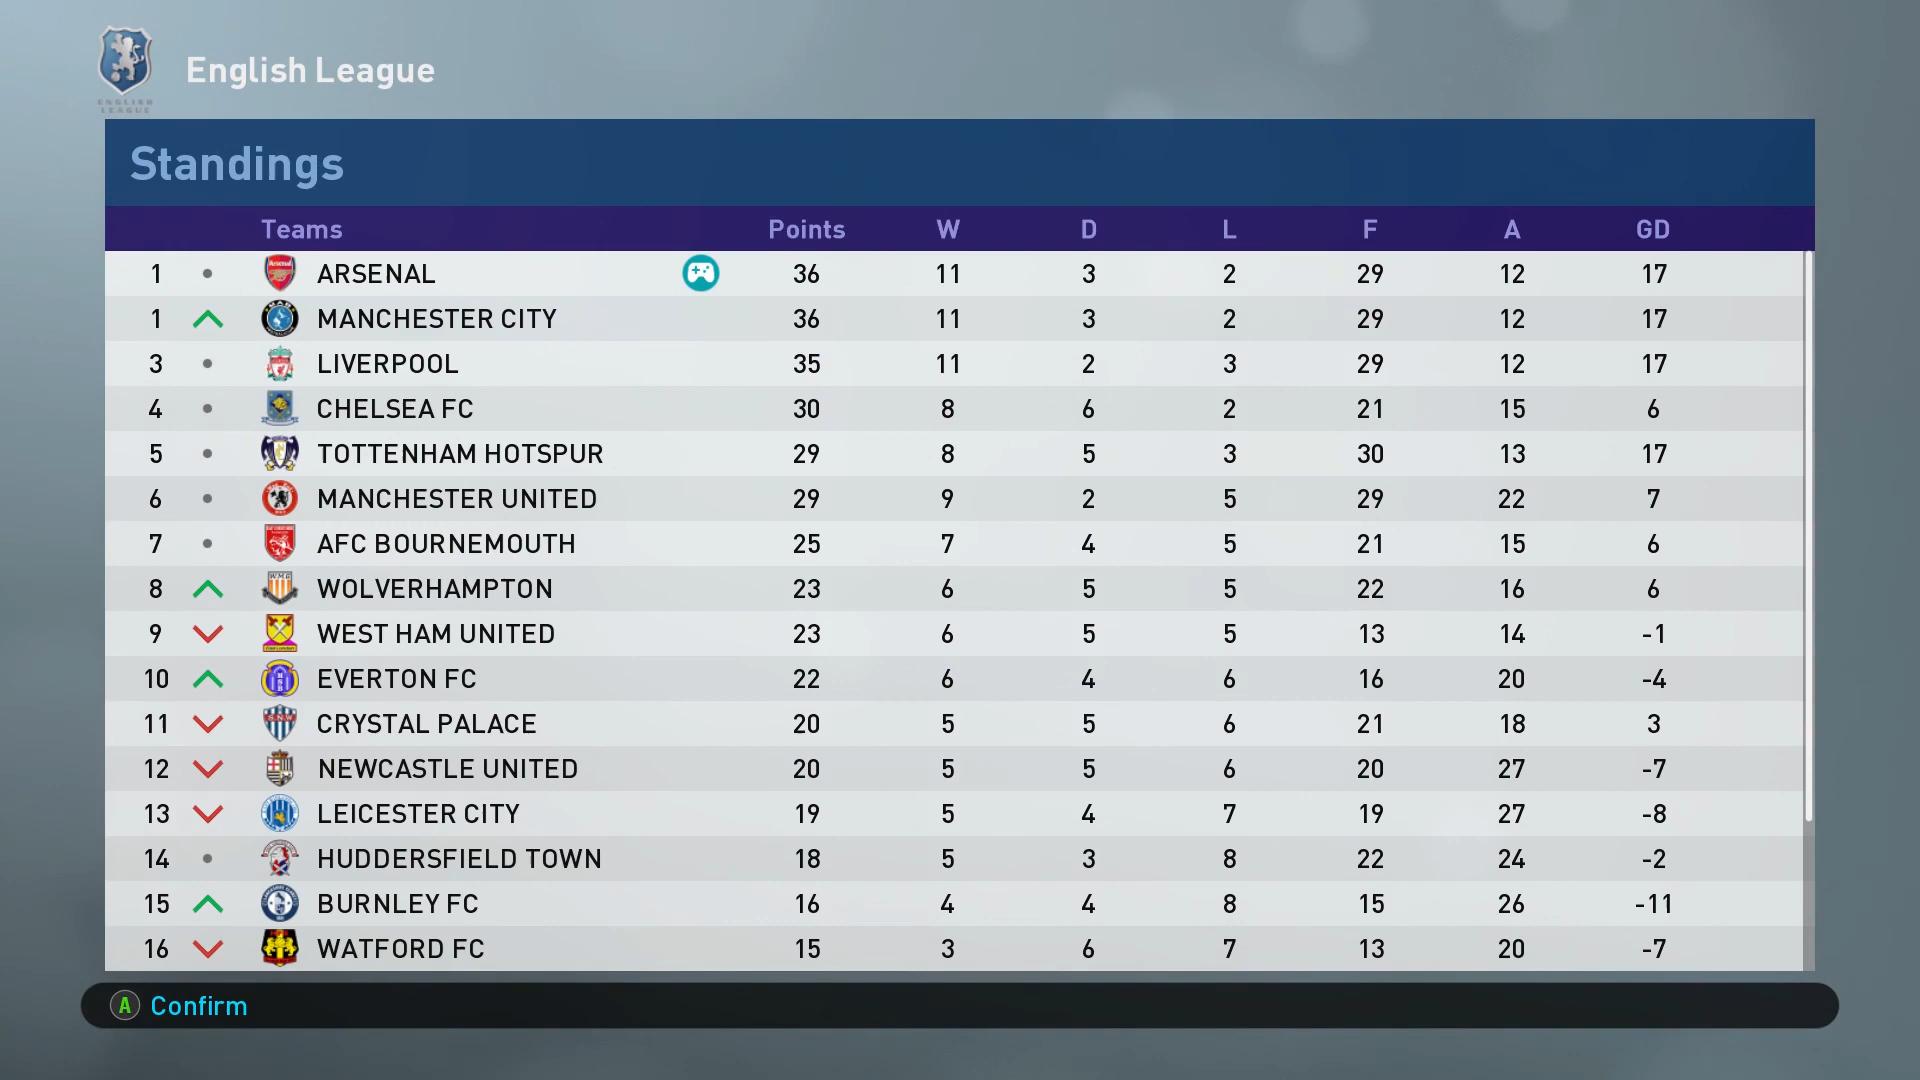 ENGLISH
LEAGUE
English League
Standings
Teams Points W D L F A GD
1 ARSENAL 36 11 3 2 29 12 17
1 MANCHESTER CITY 36 11 3 2 29 12 17
3 LIVERPOOL 35 11 2 3 29 12 17
4 CHELSEA FC 30 8 6 2 21 15 6
5 TOTTENHAM HOTSPUR 29 8 5 3 30 13 17
6 MANCHESTER UNITED 29 9 2 5 29 22 7
7 AFC BOURNEMOUTH 25 7 4 5 21 15 6
8 WOLVERHAMPTON 23 6 5 5 22 16 6
9 WEST HAM UNITED 23 6 5 5 13 14 -1
10 EVERTON FC 22 6 4 6 16 20 -4
11 CRYSTAL PALACE 20 5 5 6 21 18 3
12 NEWCASTLE UNITED 20 5 5 6 20 27 -7
13 LEICESTER CITY 19 5 4 7 19 27 -8
14 HUDDERSFIELD TOWN 18 5 3 8 22 24 -2
15 BURNLEY FC 16 4 4 8 15 26 -11
16 WATFORD FC 15 3 6 7 13 20 -7
A Confirm